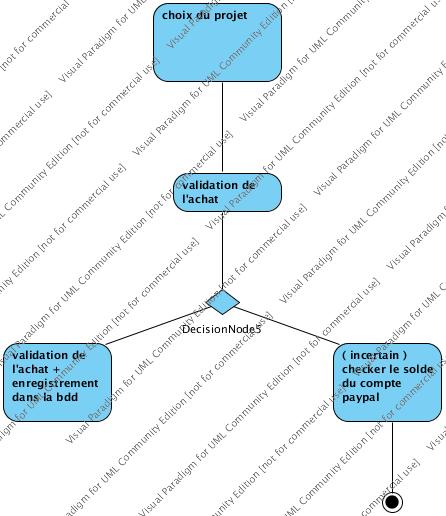 choix du projet
validation de
l'achat
DecisionNode5
validation de
l'achat +
enregistrement
dans la bdd
( incertain )
checker le solde
du compte
paypal
Visual Paradigm for UML Community Edition [not for commercial use]